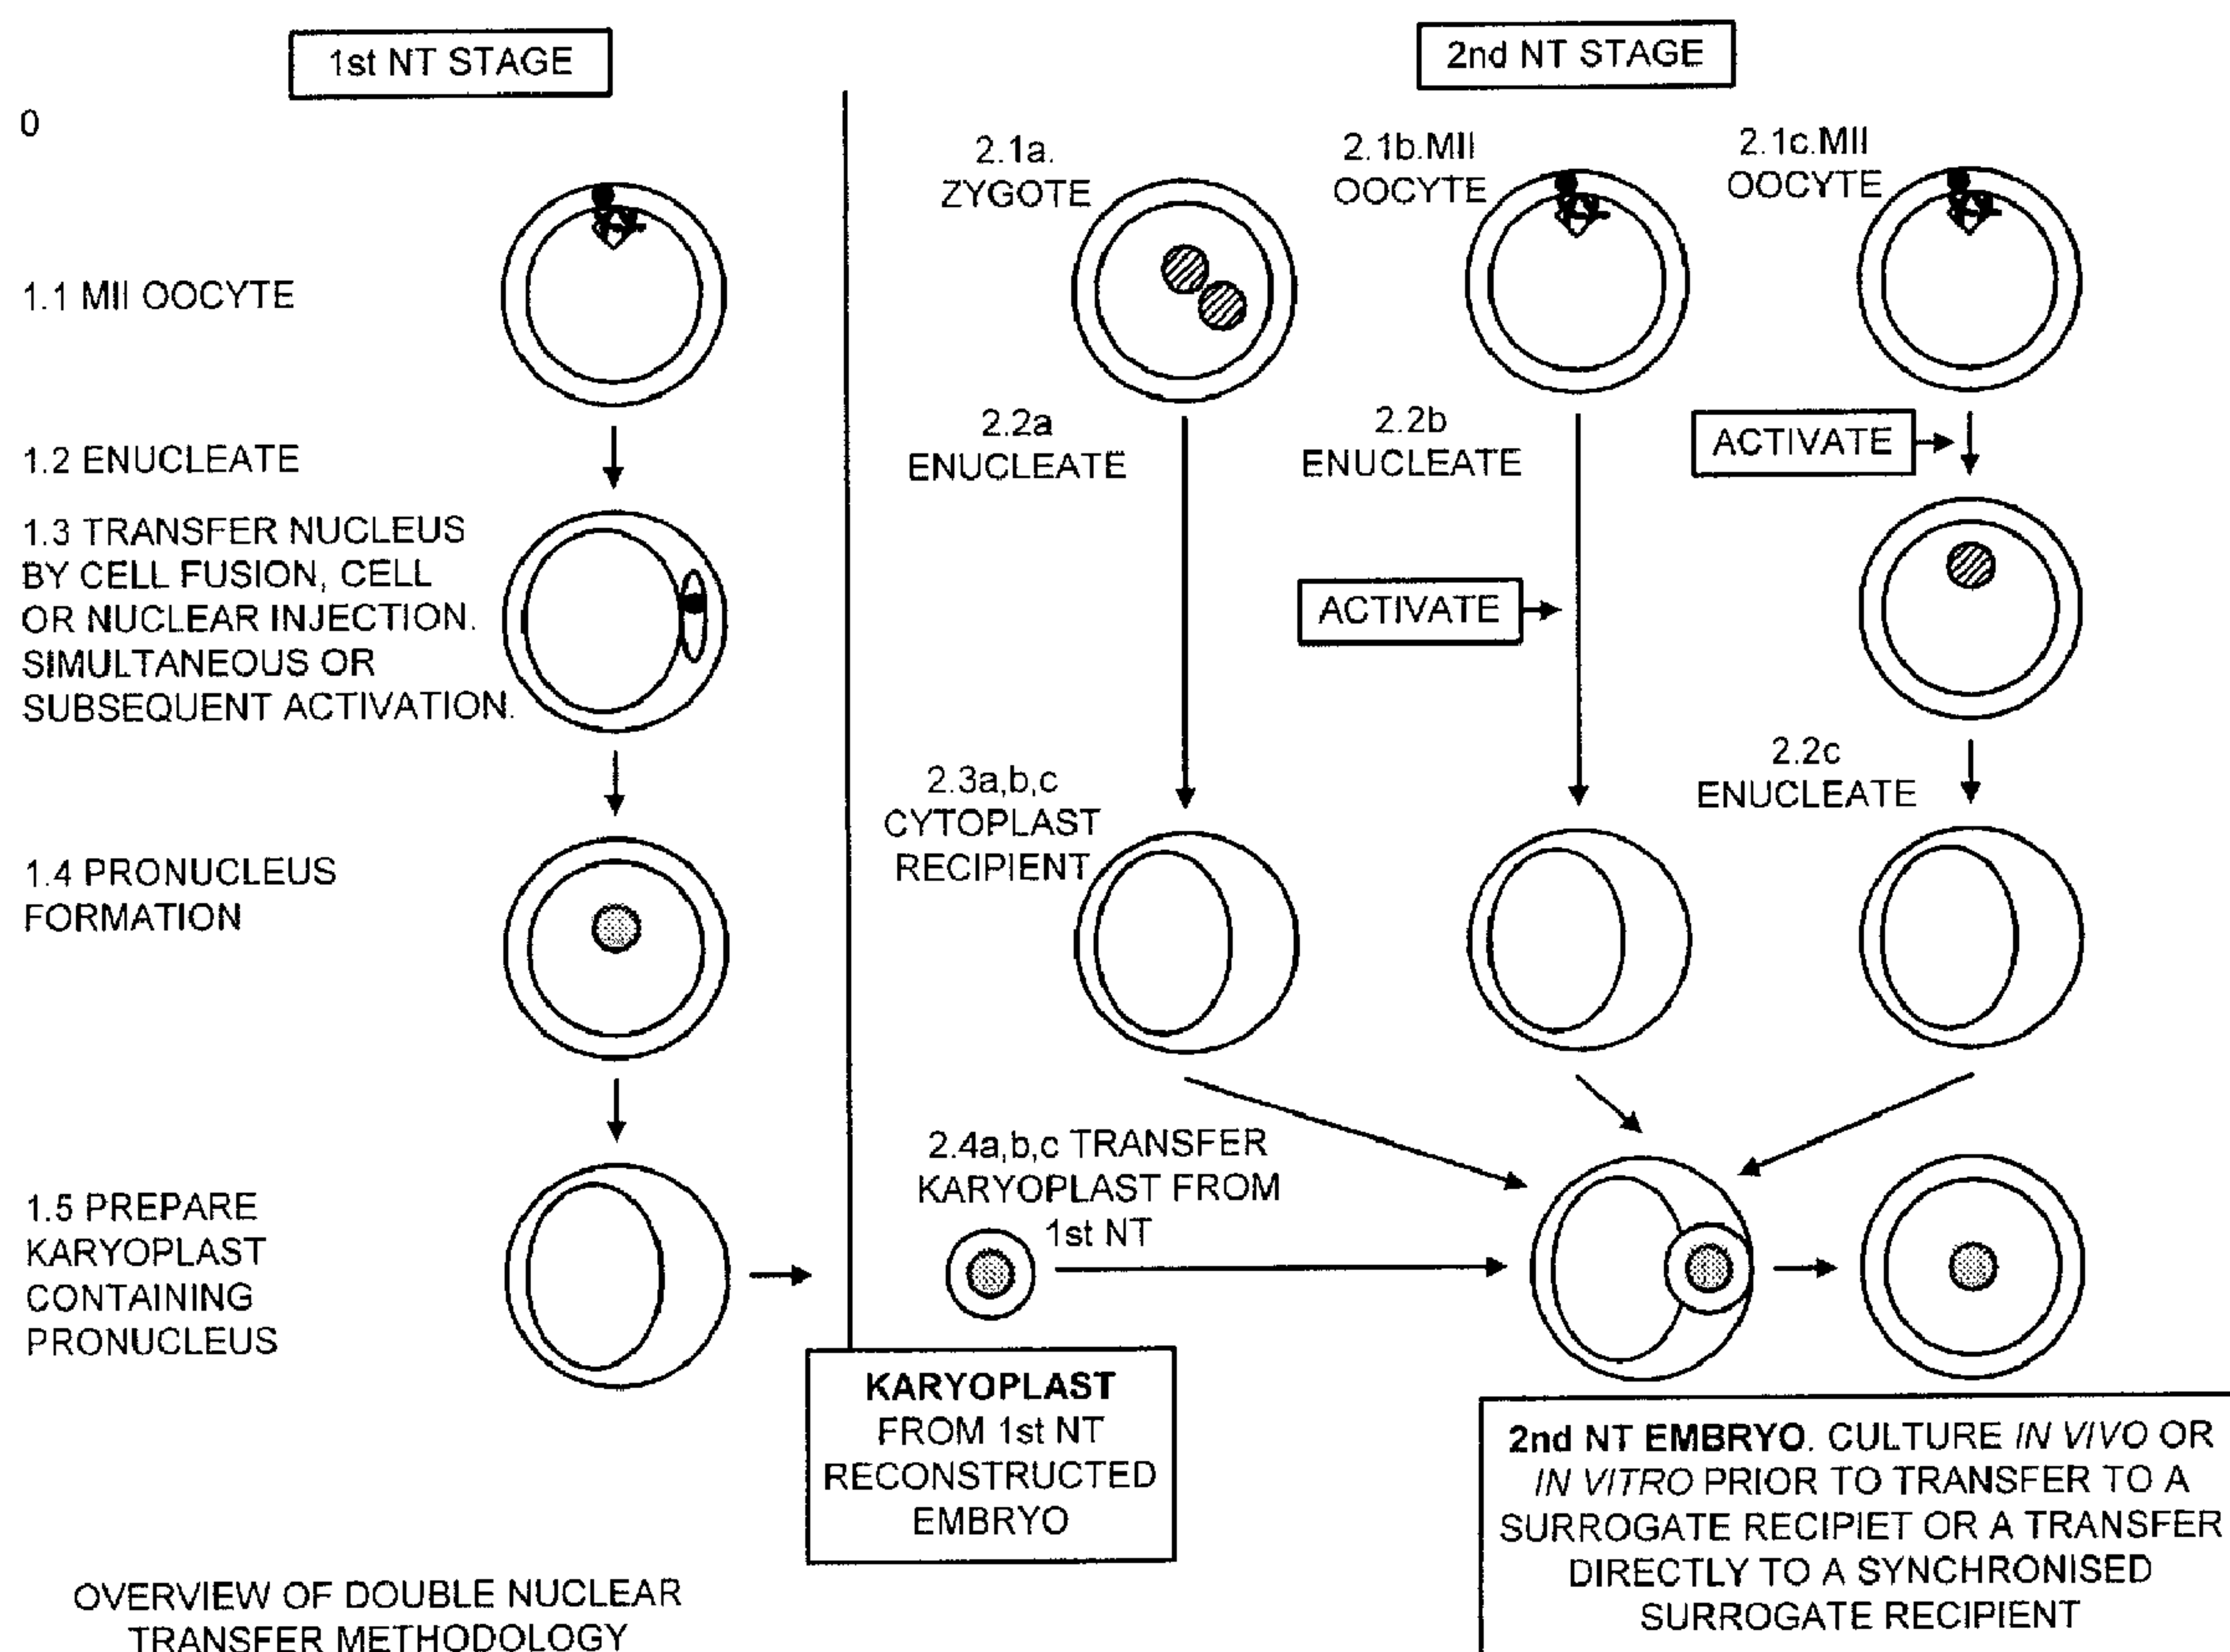 1st NT STAGE
0
1.1 MII OOCYTE
1.2 ENUCLEATE
1.3 TRANSFER NUCLEUS
BY CELL FUSION, CELL
OR NUCLEAR INJECTION.
SIMULTANEOUS OR
SUBSEQUENT ACTIVATION.
1.4 PRONUCLEUS
FORMATION
1.5 PREPARE
KARYOPLAST
CONTAINING
PRONUCLEUS
2nd NT STAGE
2.1a.
ZYGOTE
2.1b.MII
OOCYTE
2.1c.MII
OOCYTE
2.2a
ENUCLEATE
2.2b
ENUCLEATE
ACTIVATE
ACTIVATE
2.2c
ENUCLEATE
2.3a,b,c
CYTOPLAST
RECIPIENT
2.4a,b,c TRANSFER
KARYOPLAST FROM
1st NT
KARYOPLAST
FROM 1st NT
RECONSTRUCTED
EMBRYO
2nd NT EMBRYO. CULTURE IN VIVO OR
IN VITRO PRIOR TO TRANSFER TO A
SURROGATE RECIPIET OR A TRANSFER
DIRECTLY TO A SYNCHRONISED
SURROGATE RECIPIENT
OVERVIEW OF DOUBLE NUCLEAR
TRANSFER METHODOLOGY